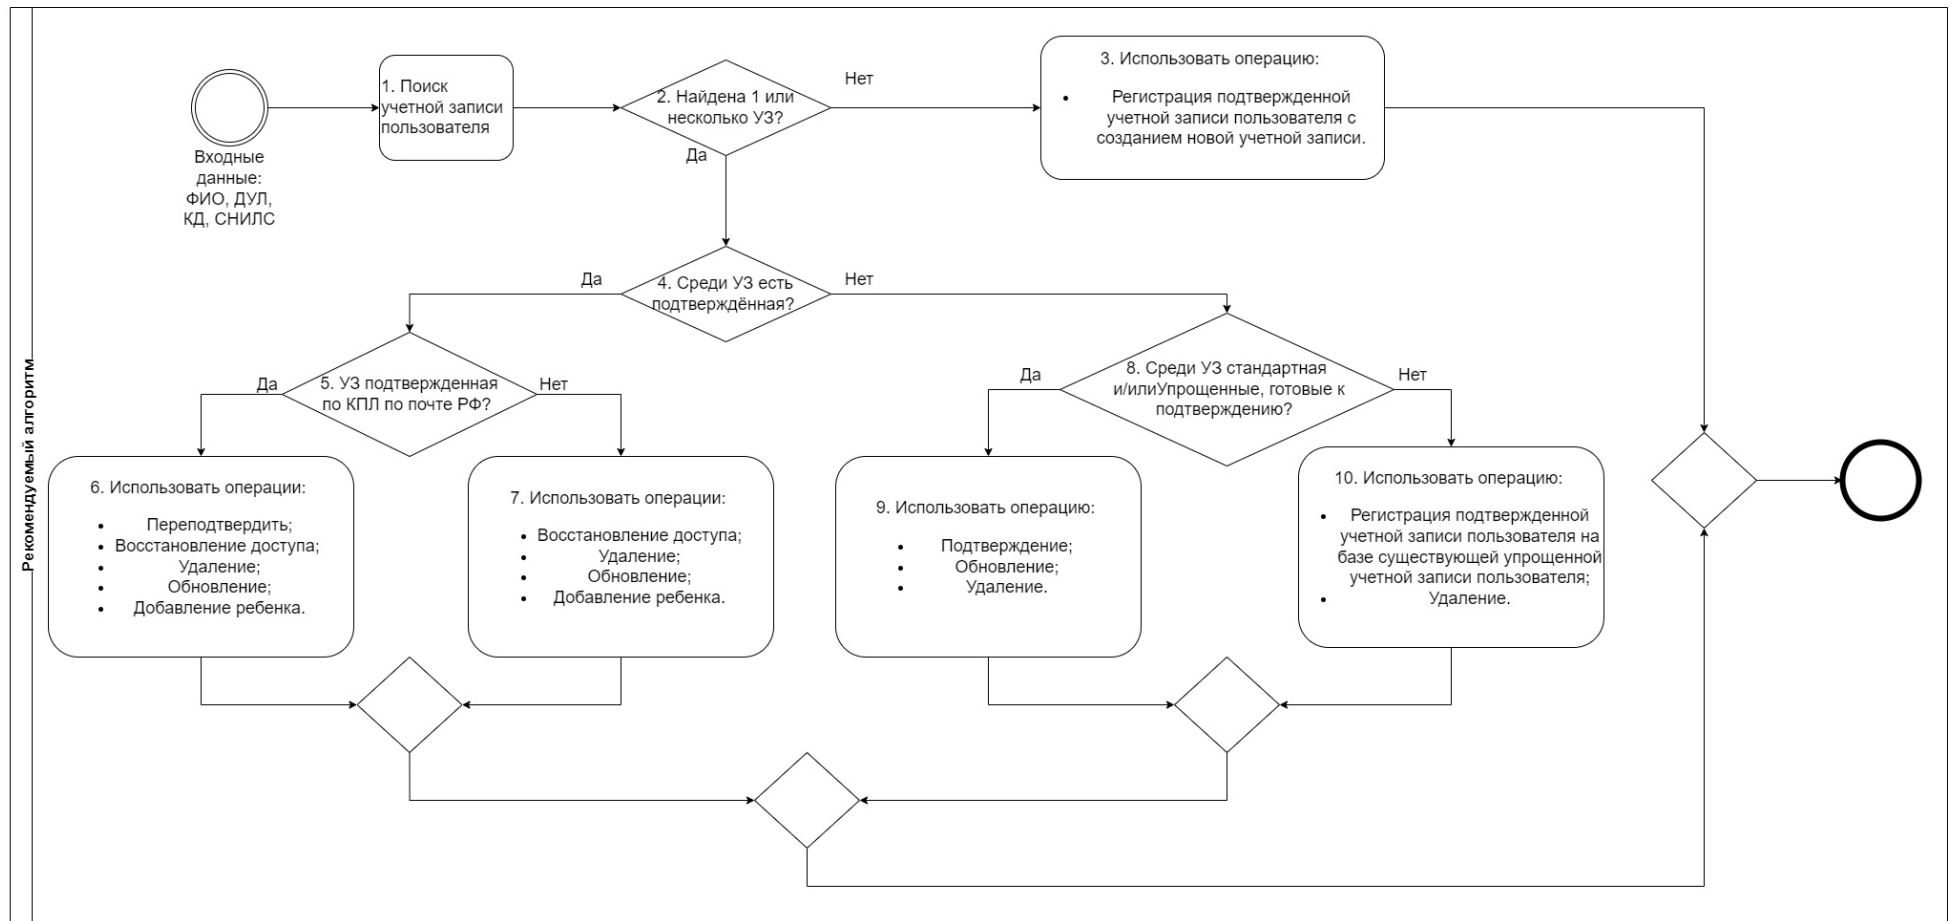 Рекомендуемый алгоритм
Входные
данные:
ФИО, ДУЛ,
КД, СНИЛС
1. Поиск
учетной записи
пользователя
2. Найдена 1 или
несколько УЗ?
Нет
Да
3. Использовать операцию:
• Регистрация подтвержденной
учетной записи пользователя с
созданием новой учетной записи.
4. Среди УЗ есть
подтверждённая?
Да
Нет
5. УЗ подтвержденная
по КПЛ по почте РФ?
Да
Нет
8. Среди УЗ стандартная
и/илиУпрощенные, готовые к
подтверждению?
Да
Нет
6. Использовать операции:
• Переподтвердить;
• Восстановление доступа;
• Удаление;
• Обновление;
• Добавление ребенка.
7. Использовать операции:
• Восстановление доступа;
• Удаление;
• Обновление;
• Добавление ребенка.
9. Использовать операцию:
• Подтверждение;
• Обновление;
• Удаление.
10. Использовать операцию:
• Регистрация подтвержденной
учетной записи пользователя на
базе существующей упрощенной
учетной записи пользователя;
• Удаление.